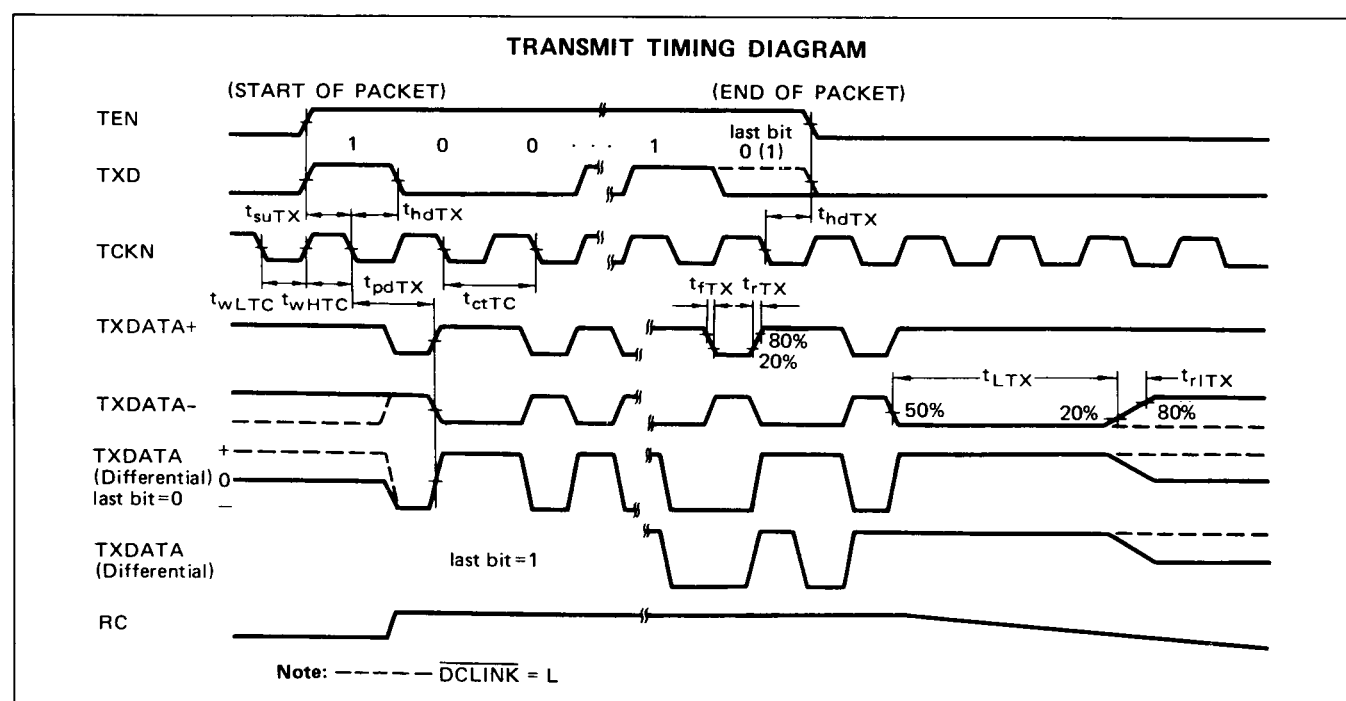 TRANSMIT TIMING DIAGRAM
(START OF PACKET) (END OF PACKET)
TEN
1 0 0 · · · 1 last bit
0 (1)
TXD
tsuTX thdTX thdTX
TCKN
twLTC twHTC tpdTX tctTC tfTX trTX
TXDATA+
80%
20%
tLTX trITX
TXDATA-
50% 20% 80%
TXDATA +
(Differential) 0
last bit=0 –
TXDATA
(Differential) last bit=1
RC
Note: – – – – – DCLINK = L